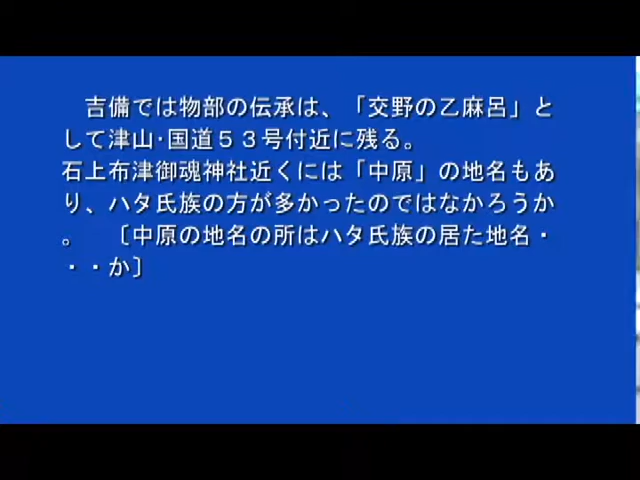 吉備では物部の伝承は、「交野の乙麻呂」と
して津山･国道５３号付近に残る。
石上布津御魂神社近くには「中原」の地名もあ
り、ハタ氏族の方が多かったのではなかろうか
。　〔中原の地名の所はハタ氏族の居た地名・
・・か〕